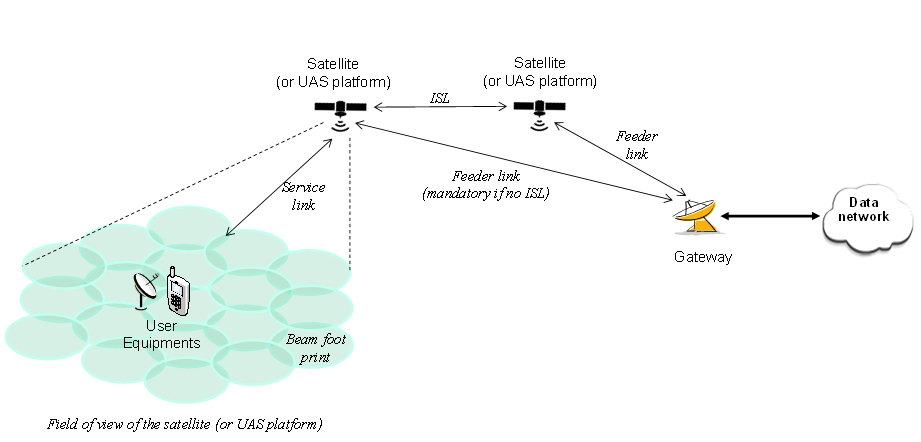 Satellite
(or UAS platform)
Satellite
(or UAS platform)
ISL
Feeder
link
Feeder link
(mandatory if no ISL)
Service
link
Data
network
Gateway
User
Equipments
Beam foot
print
Field of view of the satellite (or UAS platform)